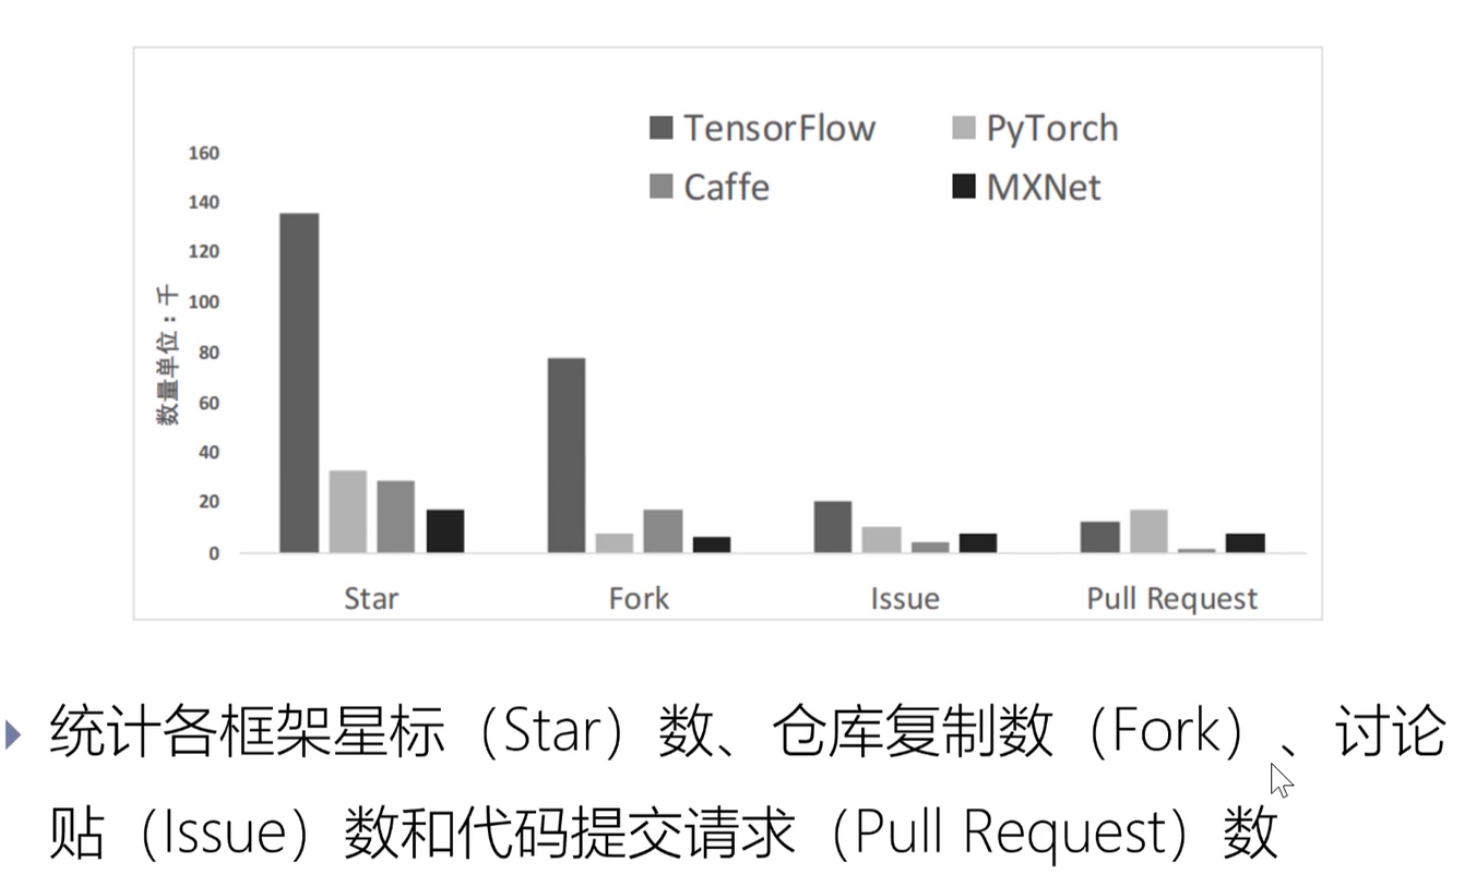 TensorFlow
PyTorch
Caffe
MXNet
160
140
120
100
80
60
40
20
0
数量单位：千
Star
Fork
Issue
Pull Request
统计各框架星标（Star）数、仓库复制数（Fork）、讨论
贴（Issue）数和代码提交请求（Pull Request）数